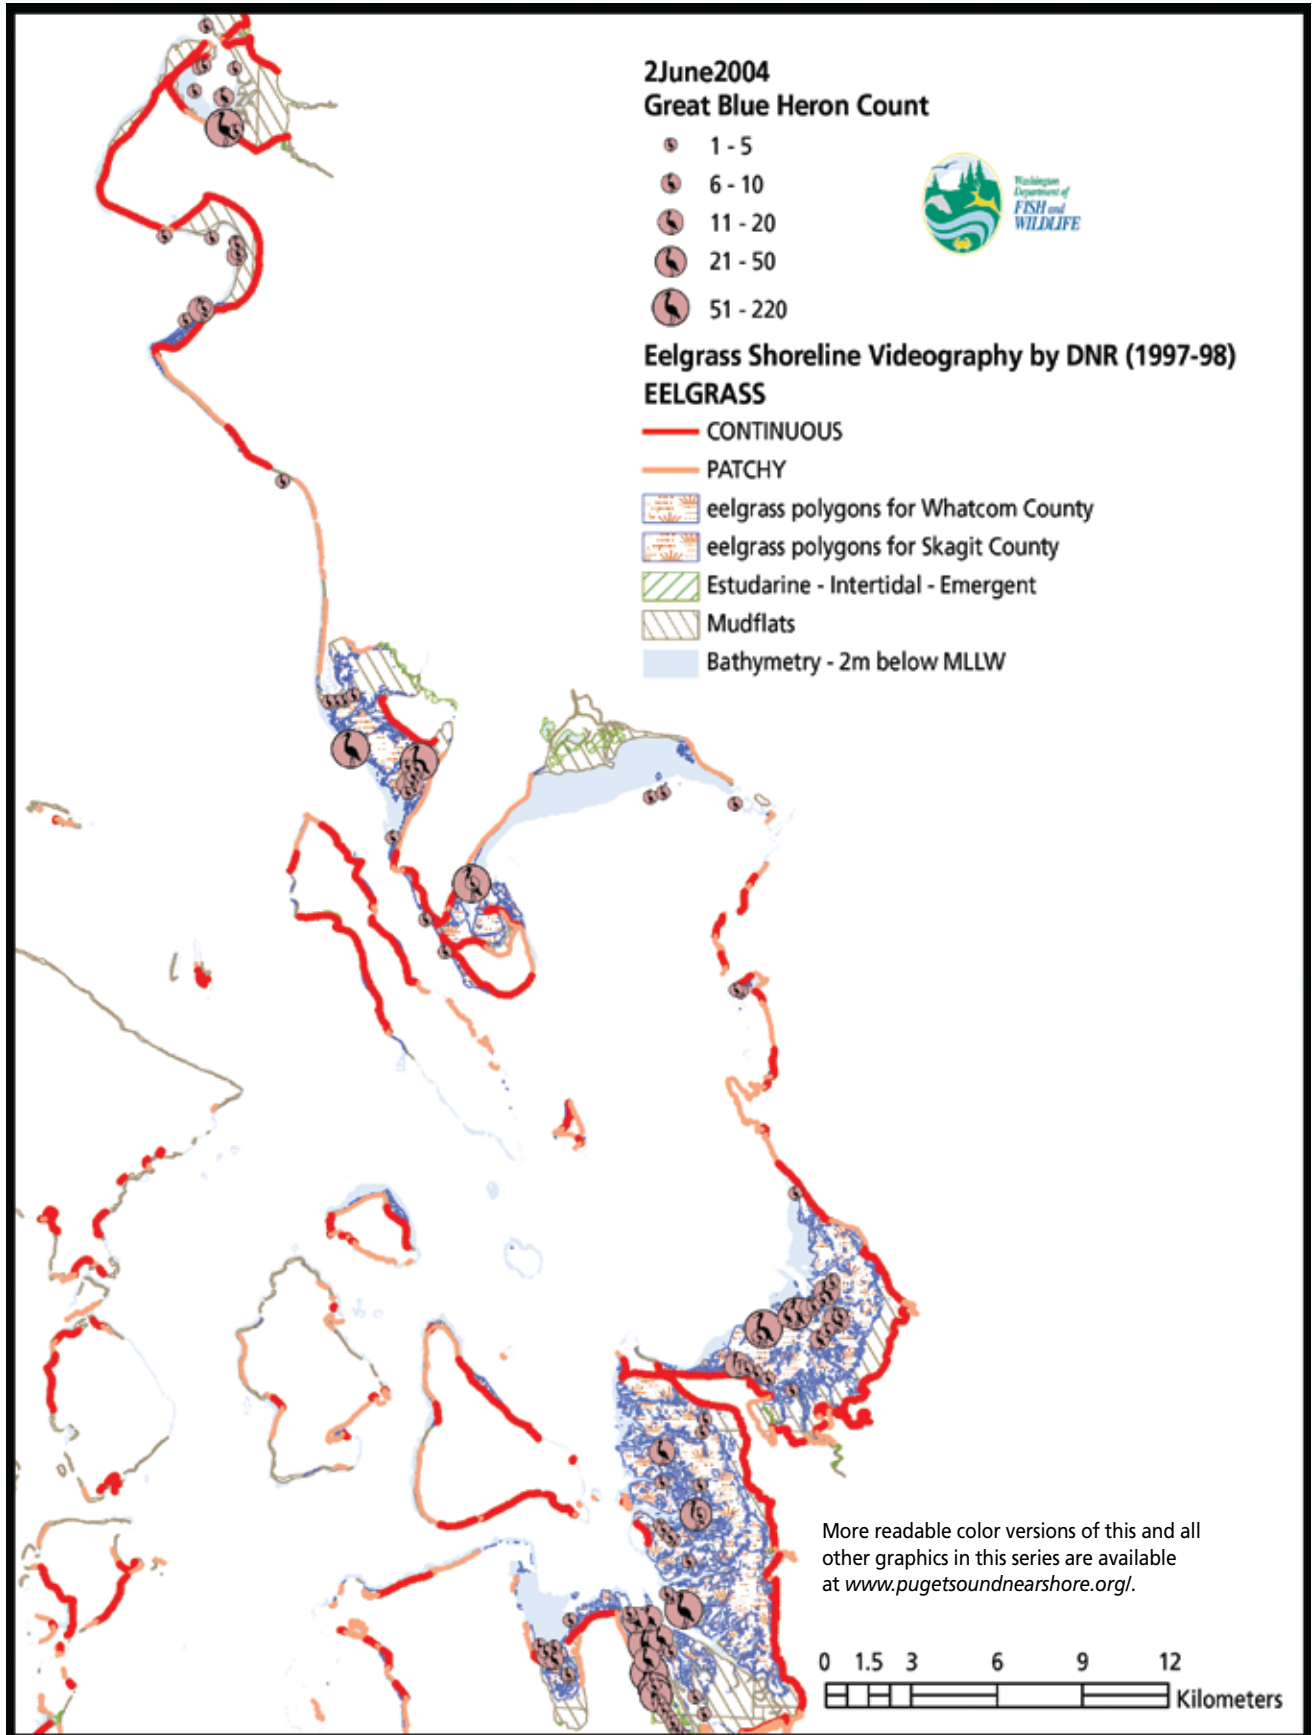 2June2004
Great Blue Heron Count
1 - 5
6 - 10
11 - 20
21 - 50
51 - 220
Washington
Department of
FISH and
WILDLIFE
Eelgrass Shoreline Videography by DNR (1997-98)
EELGRASS
CONTINUOUS
PATCHY
eelgrass polygons for Whatcom County
eelgrass polygons for Skagit County
Estudarine - Intertidal - Emergent
Mudflats
Bathymetry - 2m below MLLW
More readable color versions of this and all
other graphics in this series are available
at www.pugetsoundnearshore.org/.
0 1.5 3 6 9 12
Kilometers